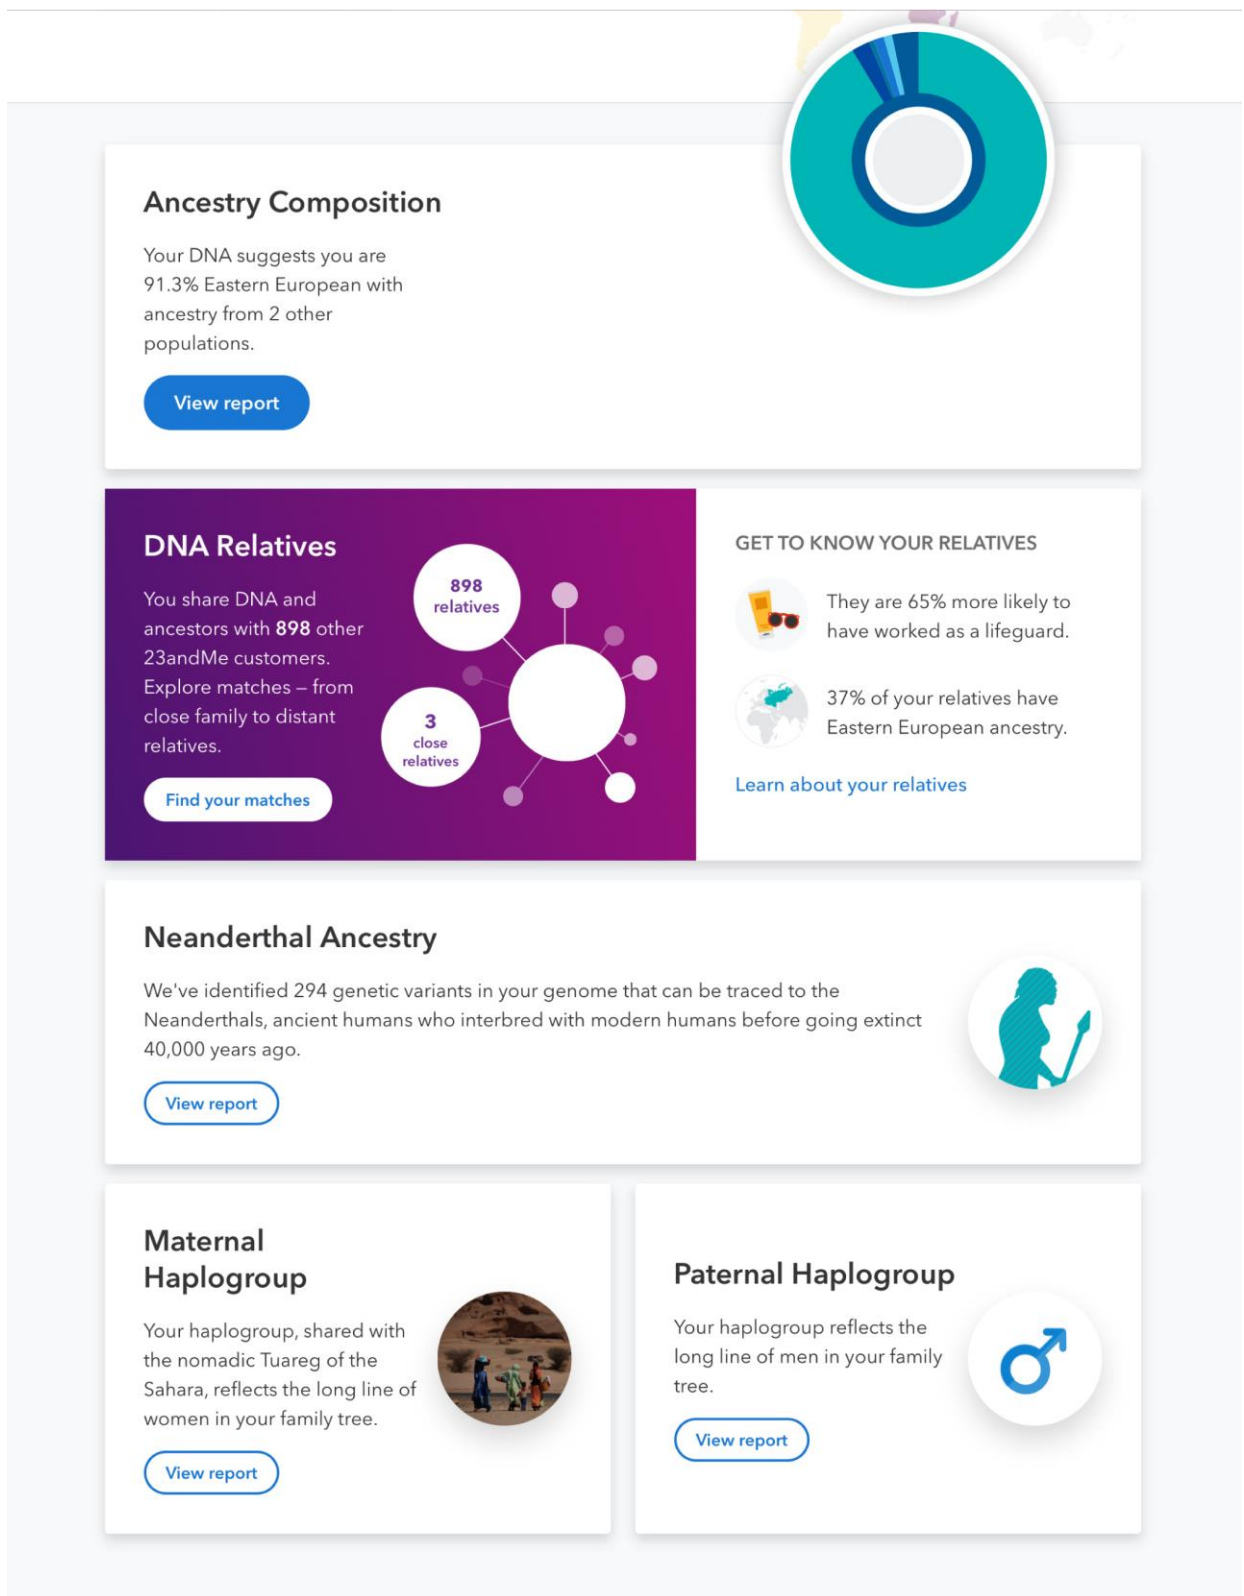 Ancestry Composition
Your DNA suggests you are
91.3% Eastern European with
ancestry from 2 other
populations.
View report
DNA Relatives
You share DNA and
ancestors with 898 other
23andMe customers.
Explore matches – from
close family to distant
relatives.
Find your matches
898
relatives
3
close
relatives
GET TO KNOW YOUR RELATIVES
They are 65% more likely to
have worked as a lifeguard.
37% of your relatives have
Eastern European ancestry.
Learn about your relatives
Neanderthal Ancestry
We've identified 294 genetic variants in your genome that can be traced to the
Neanderthals, ancient humans who interbred with modern humans before going extinct
40,000 years ago.
View report
Maternal
Haplogroup
Your haplogroup, shared with
the nomadic Tuareg of the
Sahara, reflects the long line of
women in your family tree.
View report
Paternal Haplogroup
Your haplogroup reflects the
long line of men in your family
tree.
View report